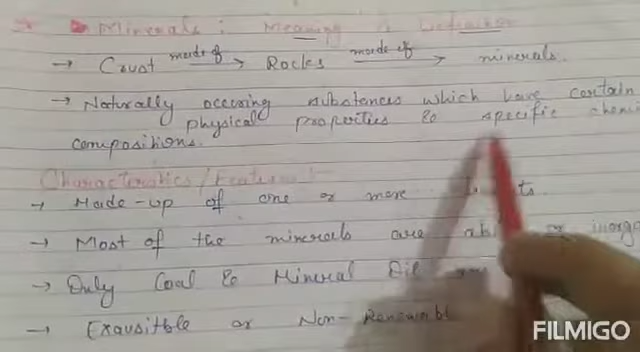 Minerals: Meaning & Definition
→ Crust made of → Rocks made of → minerals.
→ Naturally occuring substances which have contain
physical properties & specific
compositions.
Characteristics/Features :-
→ Made-up of one or more
→ Most of the minerals are
→ Only Coal & Mineral Oil
→ Exausitble or Non-Renewabl
FILMIGO